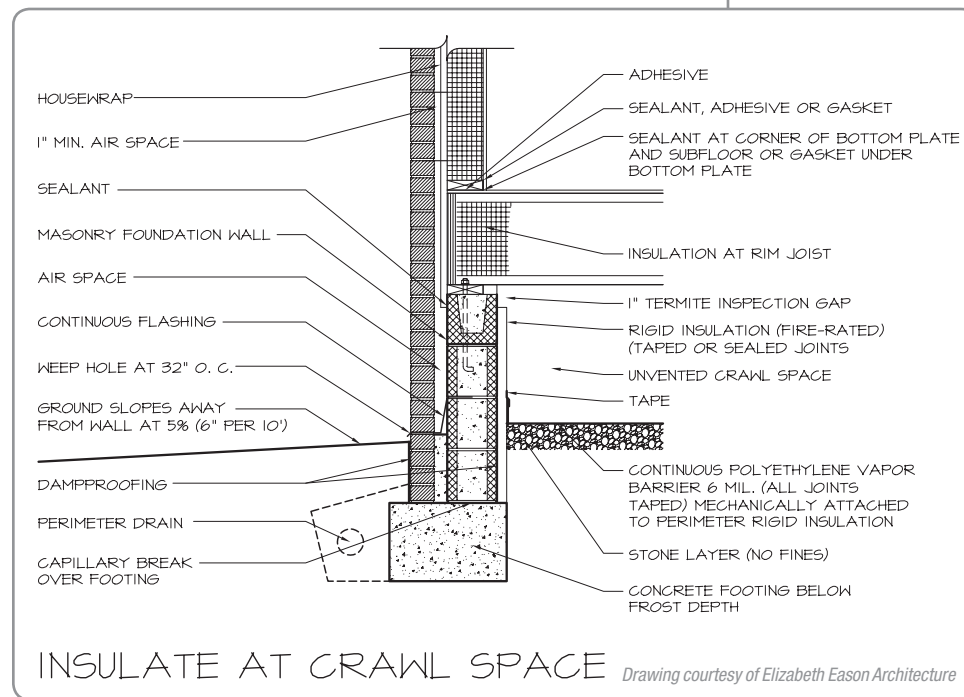 HOUSEWRAP
1" MIN. AIR SPACE
SEALANT
MASONRY FOUNDATION WALL
AIR SPACE
CONTINUOUS FLASHING
WEEP HOLE AT 32" O. C.
GROUND SLOPES AWAY
FROM WALL AT 5% (6" PER 10')
DAMPPROOFING
PERIMETER DRAIN
CAPILLARY BREAK
OVER FOOTING
ADHESIVE
SEALANT, ADHESIVE OR GASKET
SEALANT AT CORNER OF BOTTOM PLATE
AND SUBFLOOR OR GASKET UNDER
BOTTOM PLATE
INSULATION AT RIM JOIST
1" TERMITE INSPECTION GAP
RIGID INSULATION (FIRE-RATED)
(TAPED OR SEALED JOINTS
UNVENTED CRAWL SPACE
TAPE
CONTINUOUS POLYETHYLENE VAPOR
BARRIER 6 MIL. (ALL JOINTS
TAPED) MECHANICALLY ATTACHED
TO PERIMETER RIGID INSULATION
STONE LAYER (NO FINES)
CONCRETE FOOTING BELOW
FROST DEPTH
INSULATE AT CRAWL SPACE
Drawing courtesy of Elizabeth Eason Architecture